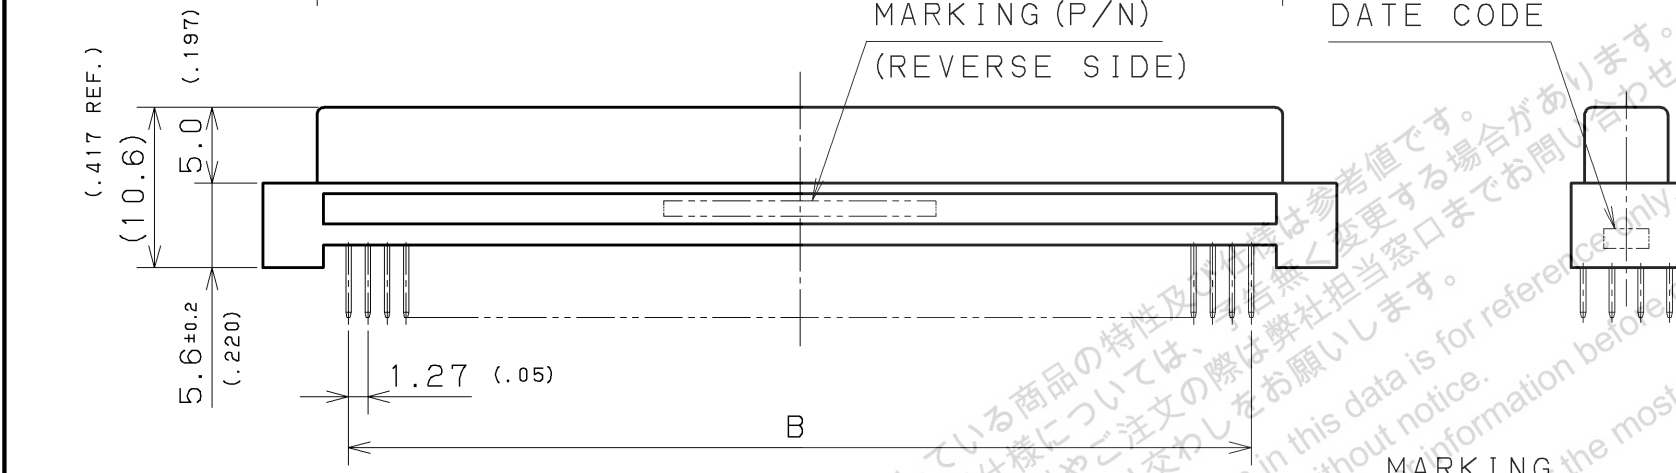 MARKING (P/N)
(REVERSE SIDE)
DATE CODE
(.197)
5.0
(.417 REF.)
(10.6)
5.6±0.2
(.220)
1.27 (.05)
B
MARKING
ている商品の特性及び仕様は参考値です。
仕様については、予告無く変更する場合があります。
やご注文の際は弊社担当窓口までお問い合わせ
交わしをお願いします。
in this data is for reference only
thout notice.
information before
the most